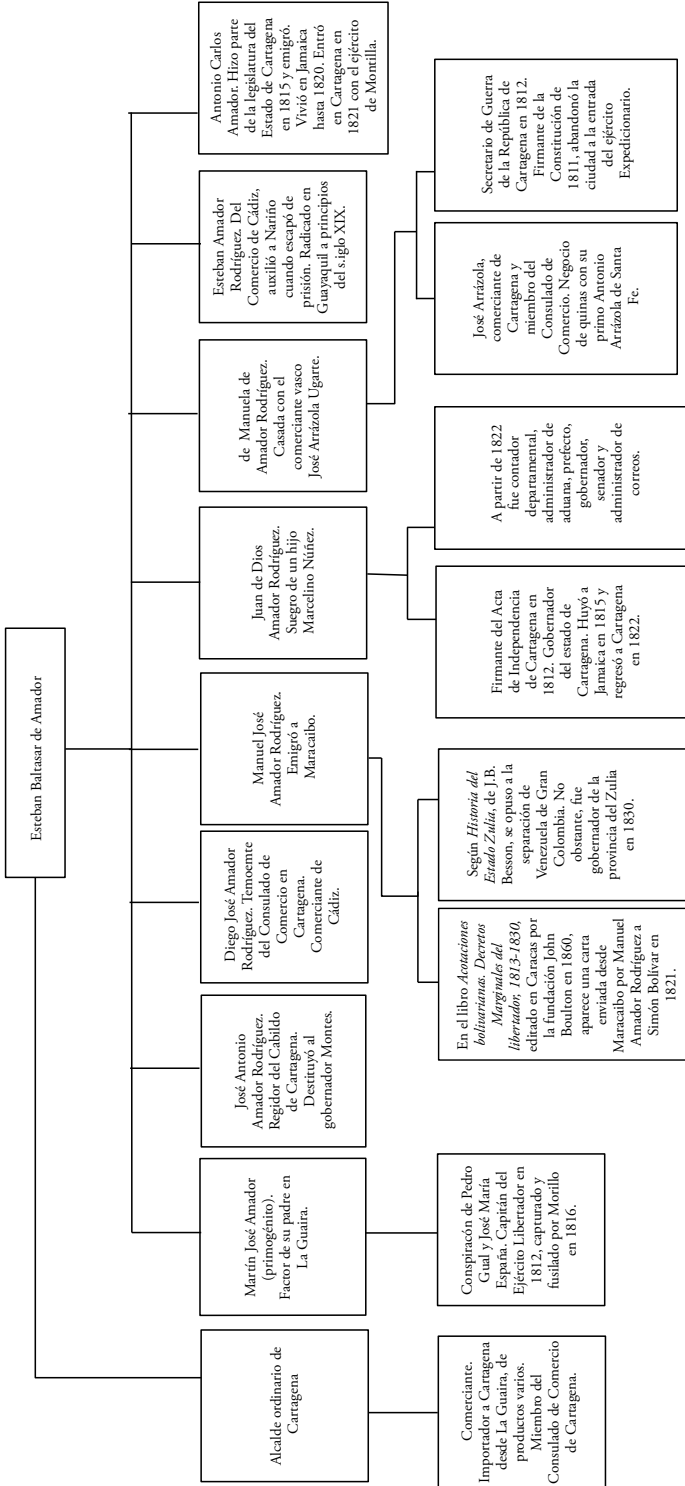 Esteban Baltasar de Amador
Alcalde ordinario de
Cartagena
Martín José Amador
(primogénito).
Factor de su padre en
La Guaira.
José Antonio
Amador Rodríguez.
Regidor del Cabildo
de Cartagena.
Destituyó al
gobernador Montes.
Diego José Amador
Rodríguez. Temoemte
del Consulado de
Comercio en
Cartagena.
Comerciante de
Cádiz.
Manuel José
Amador Rodríguez.
Emigró a
Maracaibo.
Juan de Dios
Amador Rodríguez.
Suegro de un hijo
Marcelino Núñez.
de Manuela de
Amador Rodríguez.
Casada con el
comerciante vasco
José Arrázola Ugarte.
Esteban Amador
Rodríguez. Del
Comercio de Cádiz,
auxilió a Nariño
cuando escapó de
prisión. Radicado en
Guayaquil a principios
del s.iglo XIX.
Antonio Carlos
Amador. Hizo parte
de la legislatura del
Estado de Cartagena
en 1815 y emigró.
Vivió en Jamaica
hasta 1820. Entró
en Cartagena en
1821 con el ejército
de Montilla.
Comerciante.
Importador a Cartagena
desde La Guaira, de
productos varios.
Miembro del
Consulado de Comercio
de Cartagena.
Conspiracón de Pedro
Gual y José María
España. Capitán del
Ejército Libertador en
1812, capturado y
fusilado por Morillo
en 1816.
En el libro Acotaciones
bolivarianas. Decretos
Marginales del
libertador, 1813-1830,
editado en Caracas por
la fundación John
Boulton en 1860,
aparece una carta
enviada desde
Maracaibo por Manuel
Amador Rodríguez a
Simón Bolívar en
1821.
Según Historia del
Estado Zulia, de J.B.
Besson, se opuso a la
separación de
Venezuela de Gran
Colombia. No
obstante, fue
gobernador de la
provincia del Zulia
en 1830.
Firmante del Acta
de Independencia
de Cartagena en
1812. Gobernador
del estado de
Cartagena. Huyó a
Jamaica en 1815 y
regresó a Cartagena
en 1822.
A partir de 1822
fue contador
departamental,
administrador de
aduana, prefecto,
gobernador,
senador y
administrador de
correos.
José Arrázola,
comerciante de
Cartagena y
miembro del
Consulado de
Comercio. Negocio
de quinas con su
primo Antonio
Arrázola de Santa
Fe.
Secretario de Guerra
de la República de
Cartagena en 1812.
Firmante de la
Constitución de
1811, abandonó la
ciudad a la entrada
del ejército
Expedicionario.